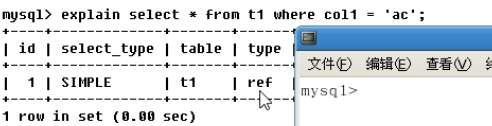 mysql> explain select * from t1 where col1 = 'ac';
+----+-------------+-------+------+
| id | select_type | table | type |
+----+-------------+-------+------+
| 1 | SIMPLE | t1 | ref
+----+-------------+-------+------+
1 row in set (0.00 sec)
文件(F) 编辑(E) 查看(V)
mysql>